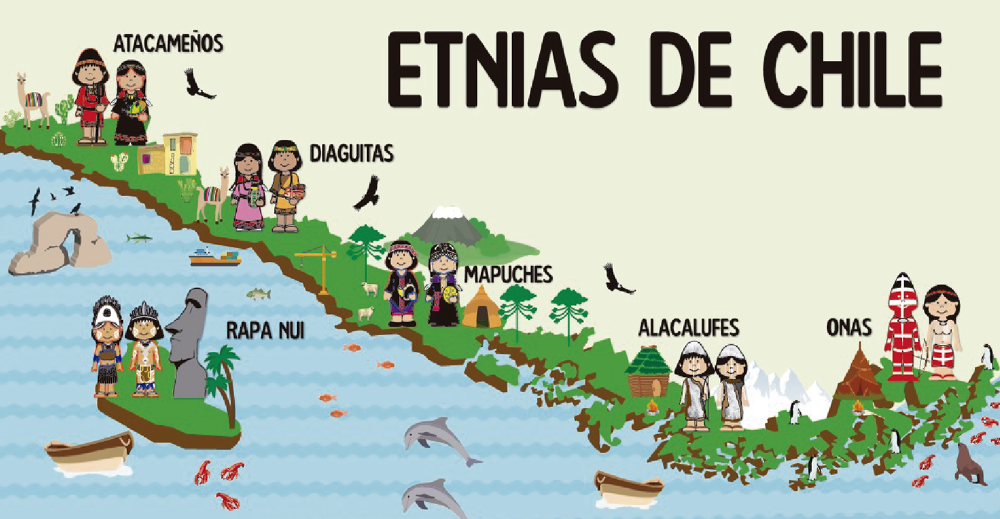 ETNIAS DE CHILE
ATACAMEÑOS
DIAGUITAS
MAPUCHES
RAPA NUI
ALACALUFES
ONAS